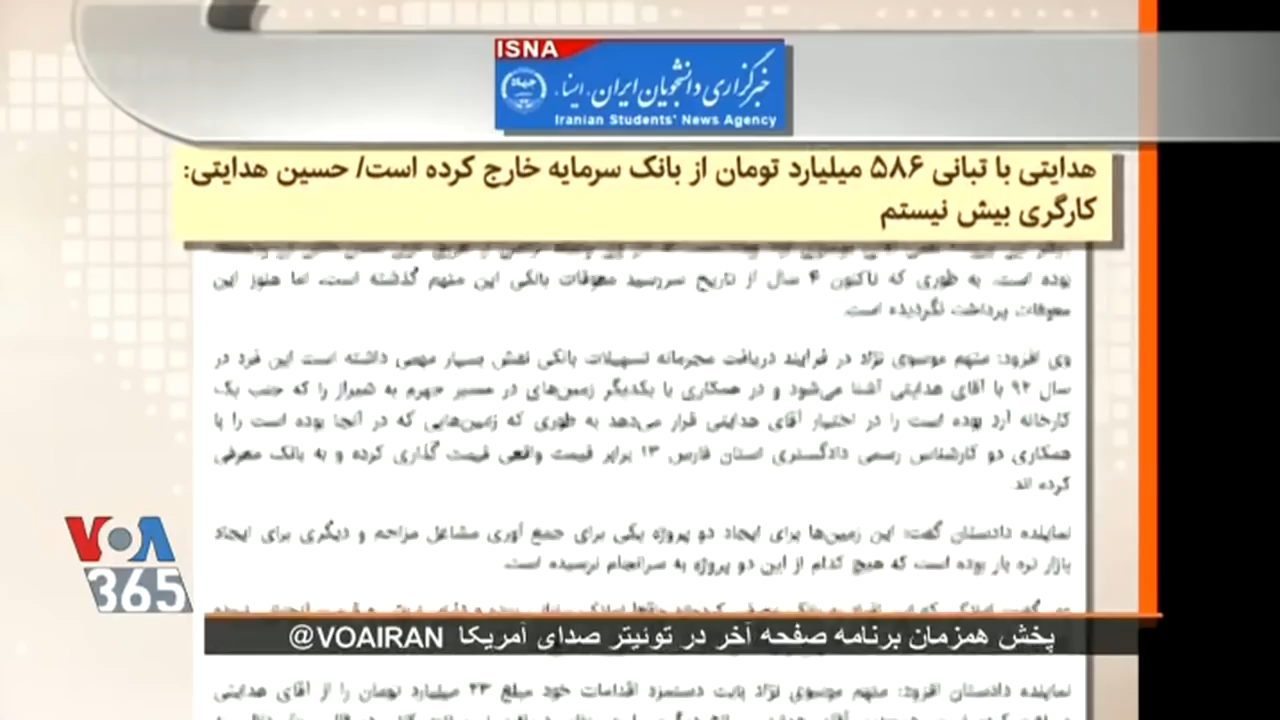 ISNA
خبرگزاری دانشجویان ایران، ایسنا،
Iranian Students' News Agency
هدایتی با تبانی ۵۸۶ میلیارد تومان از بانک سرمایه خارج کرده است/ حسین هدایتی:
کارگری بیش نیستم
بوده است. به طوری که تاکنون ۴ سال از تاریخ سررسید معوقات بانکی این متهم گذشته است، اما هنوز این
معوقات پرداخت نگردیده است.
وی افزود: متهم موسوی نژاد در فرآیند دریافت مجرمانه تسهیلات بانکی نقش بسیار مهمی داشته است این فرد در
سال ۹۲ با آقای هدایتی آشنا می‌شود و در همکاری با یکدیگر زمین‌های در مسیر جهرم به شیراز را که جنب یک
کارخانه آرد بوده است را در اختیار آقای هدایتی قرار می‌دهد به طوری که زمین‌هایی که در آنجا بوده است را با
همکاری دو کارشناس رسمی دادگستری استان فارس ۱۳ برابر قیمت واقعی قیمت گذاری کرده و به بانک معرفی
کرده اند.
نماینده دادستان گفت: این زمین‌ها برای ایجاد دو پروژه یکی برای جمع آوری مشاغل مزاحم و دیگری برای ایجاد
بازار تره بار بوده است که هیچ کدام از این دو پروژه به سرانجام نرسیده است.
VOA
365
پخش همزمان برنامه صفحه آخر در توئیتر صدای آمریکا @VOAIRAN
نماینده دادستان افزود: متهم موسوی نژاد بابت دستمزد اقدامات خود مبلغ ۲۳ میلیارد تومان را از آقای هدایتی